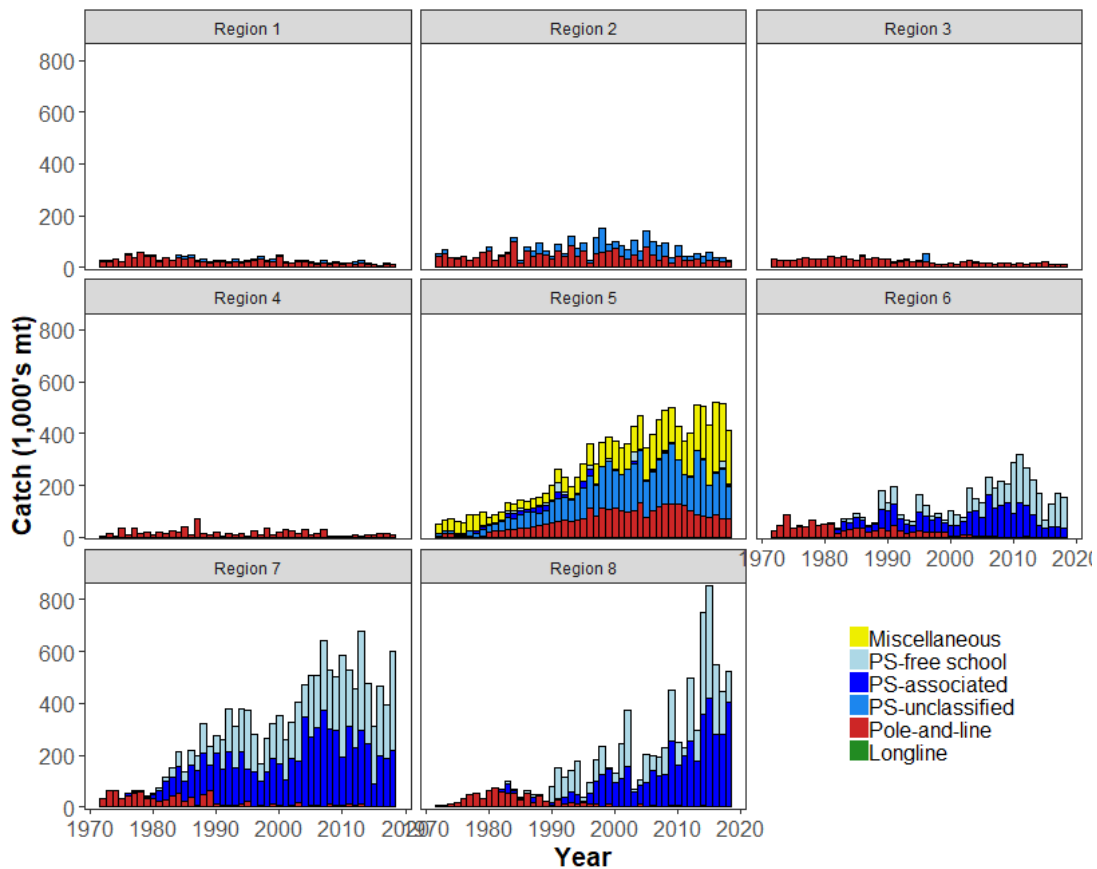 Region 1 Region 2 Region 3
800
600
400
200
0
Region 4 Region 5 Region 6
800
600
400
200
0
1970 1980 1990 2000 2010 2020
Region 7 Region 8
800
600
400
200
0
1970 1980 1990 2000 2010 2020
1970 1980 1990 2000 2010 2020
Catch (1,000's mt)
Year
Miscellaneous
PS-free school
PS-associated
PS-unclassified
Pole-and-line
Longline